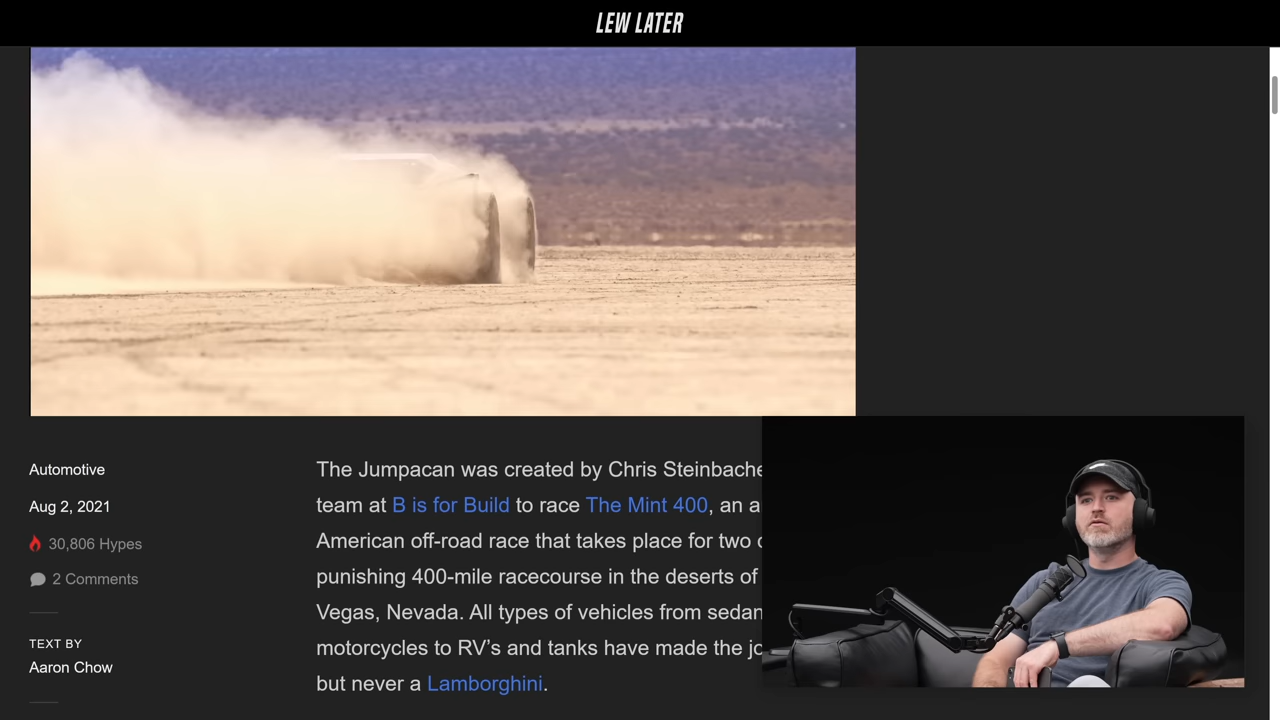 LEW LATER
Automotive
Aug 2, 2021
30,806 Hypes
2 Comments
TEXT BY
Aaron Chow
The Jumpacan was created by Chris
team at B is for Build to race The Mint 400, an
American off-road race that takes place for two
punishing 400-mile racecourse in the deserts of
Vegas, Nevada. All types of vehicles from
motorcycles to RV’s and tanks have made the
but never a Lamborghini.